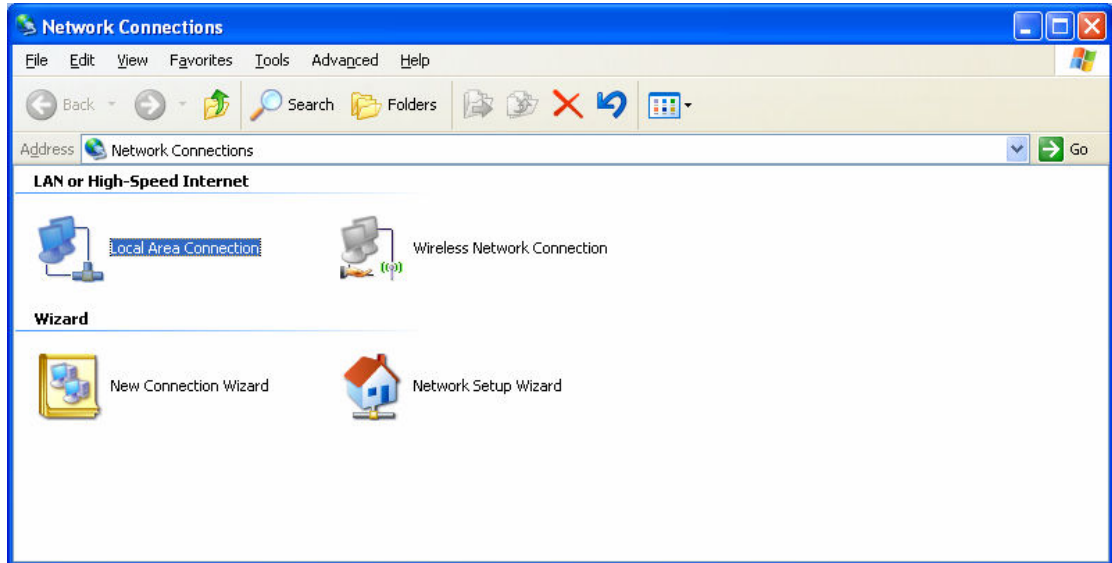 Network Connections
File Edit View Favorites Tools Advanced Help
Back Search Folders
Address Network Connections Go
LAN or High-Speed Internet
Local Area Connection Wireless Network Connection
Wizard
New Connection Wizard Network Setup Wizard